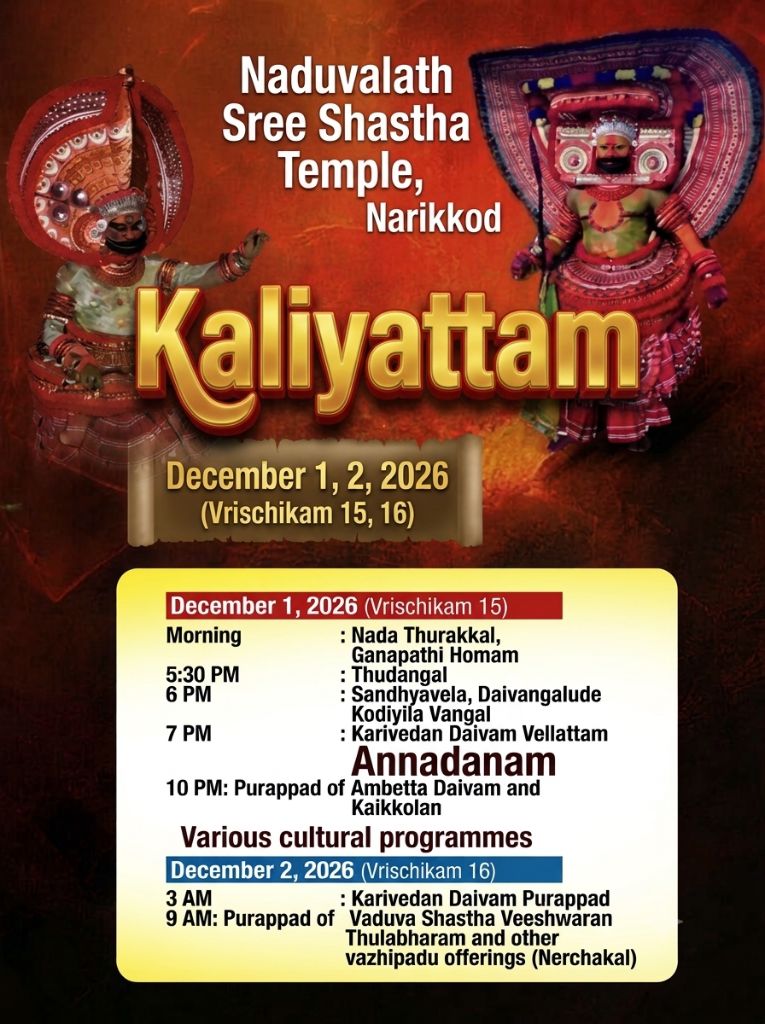 Naduvalath
Sree Shastha
Temple,
Narikkod
Kaliyattam
December 1, 2, 2026
(Vrischikam 15, 16)
December 1, 2026 (Vrischikam 15)
Morning : Nada Thurakkal,
Ganapathi Homam
5:30 PM : Thudangal
6 PM : Sandhyavela, Daivangalude
Kodiyila Vangal
7 PM : Karivedan Daivam Vellattam
Annadanam
10 PM: Purappad of Ambetta Daivam and
Kaikkolan
Various cultural programmes
December 2, 2026 (Vrischikam 16)
3 AM : Karivedan Daivam Purappad
9 AM: Purappad of Vaduva Shastha Veeshwaran
Thulabharam and other
vazhipadu offerings (Nerchakal)